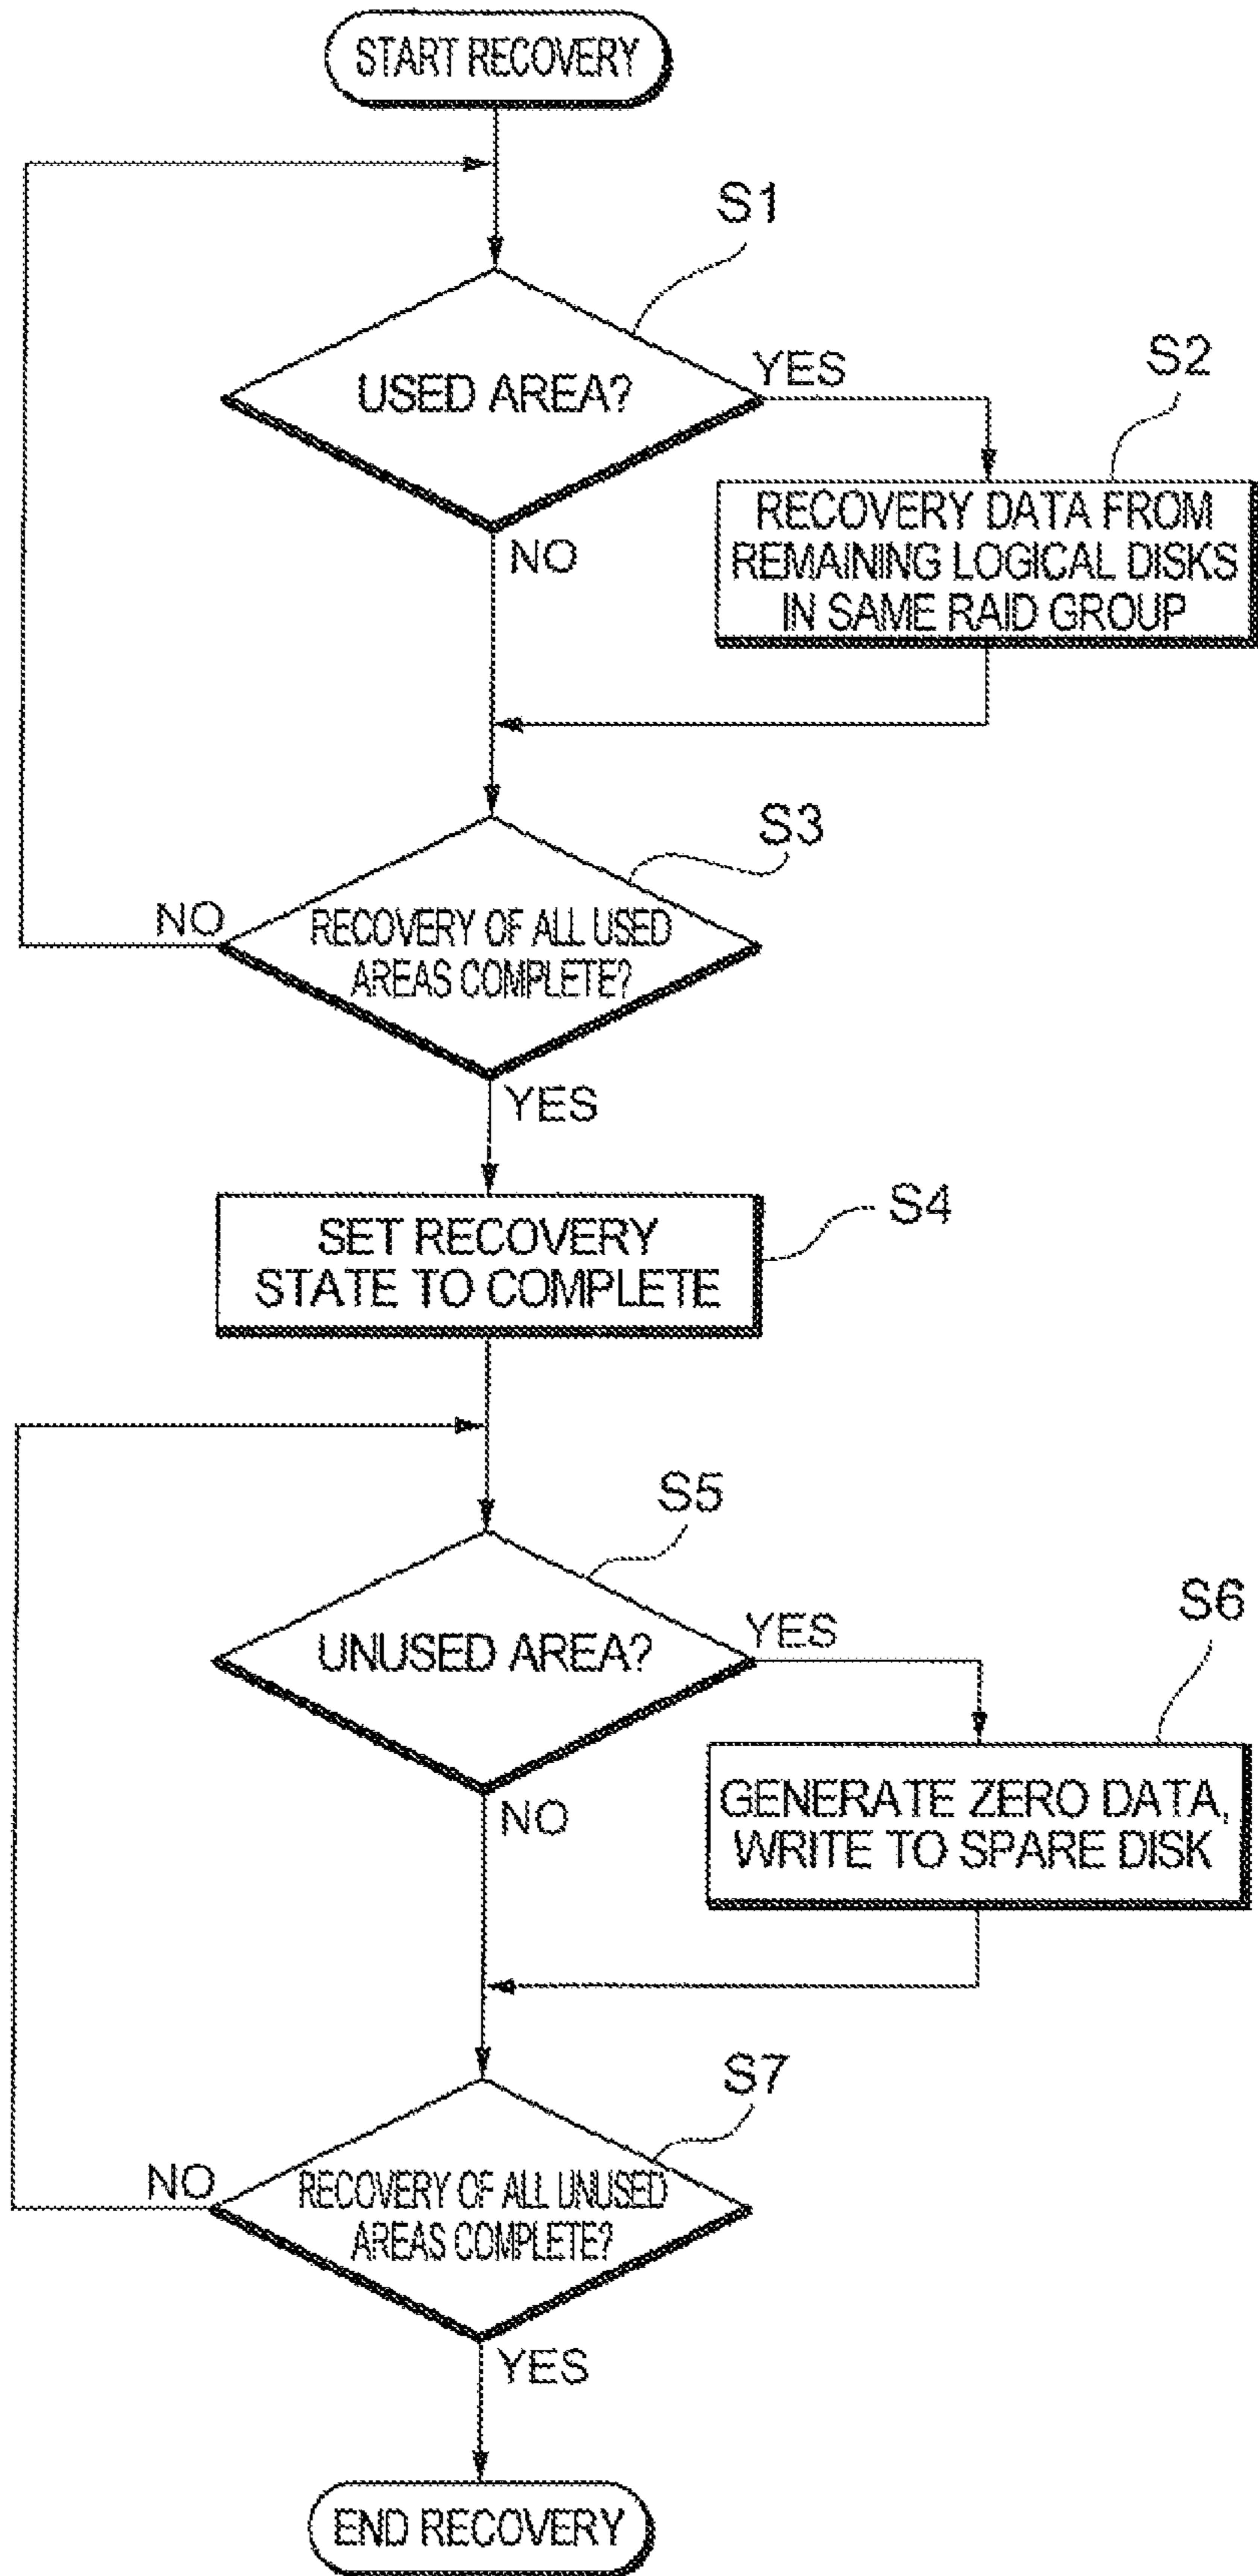 START RECOVERY
S1
USED AREA?
YES
S2
RECOVERY DATA FROM
REMAINING LOGICAL DISKS
IN SAME RAID GROUP
NO
S3
NO
RECOVERY OF ALL USED
AREAS COMPLETE?
YES
S4
SET RECOVERY
STATE TO COMPLETE
S5
UNUSED AREA?
YES
S6
GENERATE ZERO DATA,
WRITE TO SPARE DISK
NO
S7
NO
RECOVERY OF ALL UNUSED
AREAS COMPLETE?
YES
END RECOVERY